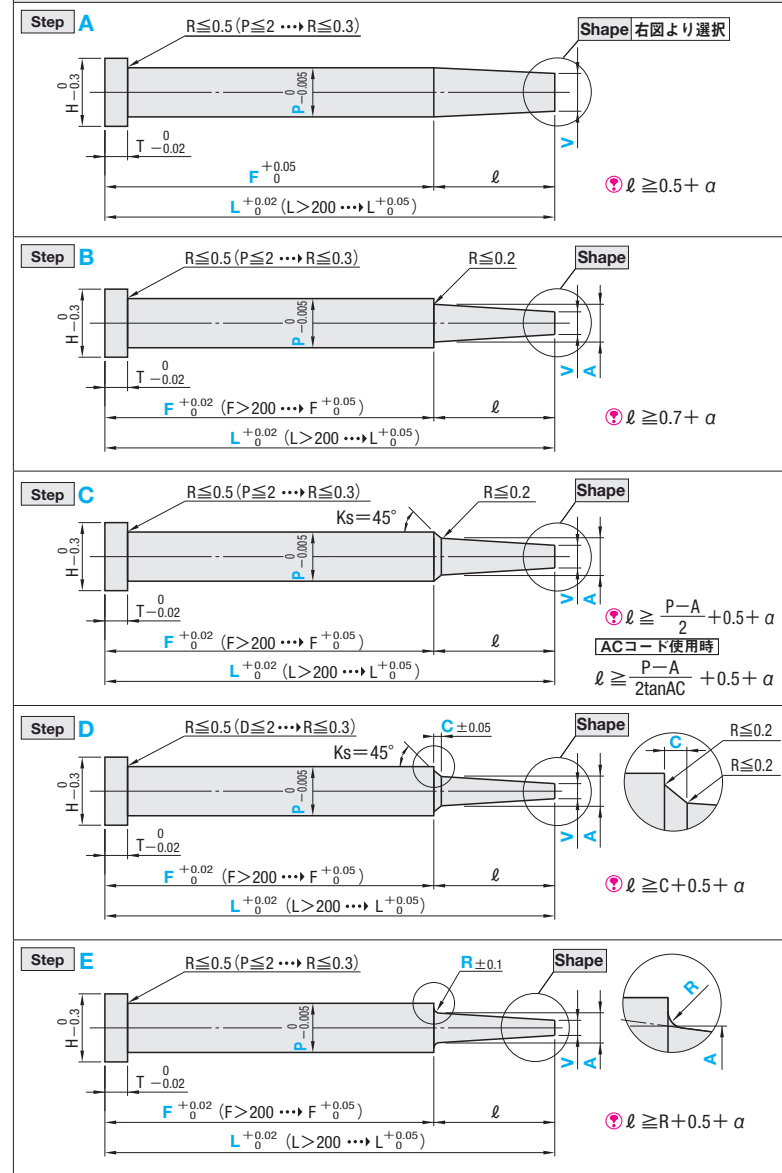 Step A
R≦0.5(P≦2 ••••▸ R≦0.3)
Shape 右図より選択
H 0 −0.3
P 0 −0.005
V
T 0 −0.02
F +0.05 0
ℓ
L +0.02 0 (L>200 ••••▸ L +0.05 0)
ℓ ≧0.5+ α
Step B
R≦0.5(P≦2 ••••▸ R≦0.3)
R≦0.2
Shape
H 0 −0.3
P 0 −0.005
V
A
T 0 −0.02
F +0.02 0 (F>200 ••••▸ F +0.05 0)
ℓ
L +0.02 0 (L>200 ••••▸ L +0.05 0)
ℓ ≧0.7+ α
Step C
R≦0.5(P≦2 ••••▸ R≦0.3)
R≦0.2
Shape
Ks=45°
H 0 −0.3
P 0 −0.005
V
A
T 0 −0.02
F +0.02 0 (F>200 ••••▸ F +0.05 0)
ℓ
L +0.02 0 (L>200 ••••▸ L +0.05 0)
ℓ ≧ P−A / 2 +0.5+ α
ACコード使用時
ℓ ≧ P−A / 2tanAC +0.5+ α
Step D
R≦0.5(D≦2 ••••▸ R≦0.3)
C ±0.05
Shape
Ks=45°
R≦0.2
C
R≦0.2
H 0 −0.3
P 0 −0.005
V
A
T 0 −0.02
F +0.02 0 (F>200 ••••▸ F +0.05 0)
ℓ
L +0.02 0 (L>200 ••••▸ L +0.05 0)
ℓ ≧C+0.5+ α
Step E
R≦0.5(P≦2 ••••▸ R≦0.3)
R ±0.1
Shape
R
A
H 0 −0.3
P 0 −0.005
V
A
T 0 −0.02
F +0.02 0 (F>200 ••••▸ F +0.05 0)
ℓ
L +0.02 0 (L>200 ••••▸ L +0.05 0)
ℓ ≧R+0.5+ α